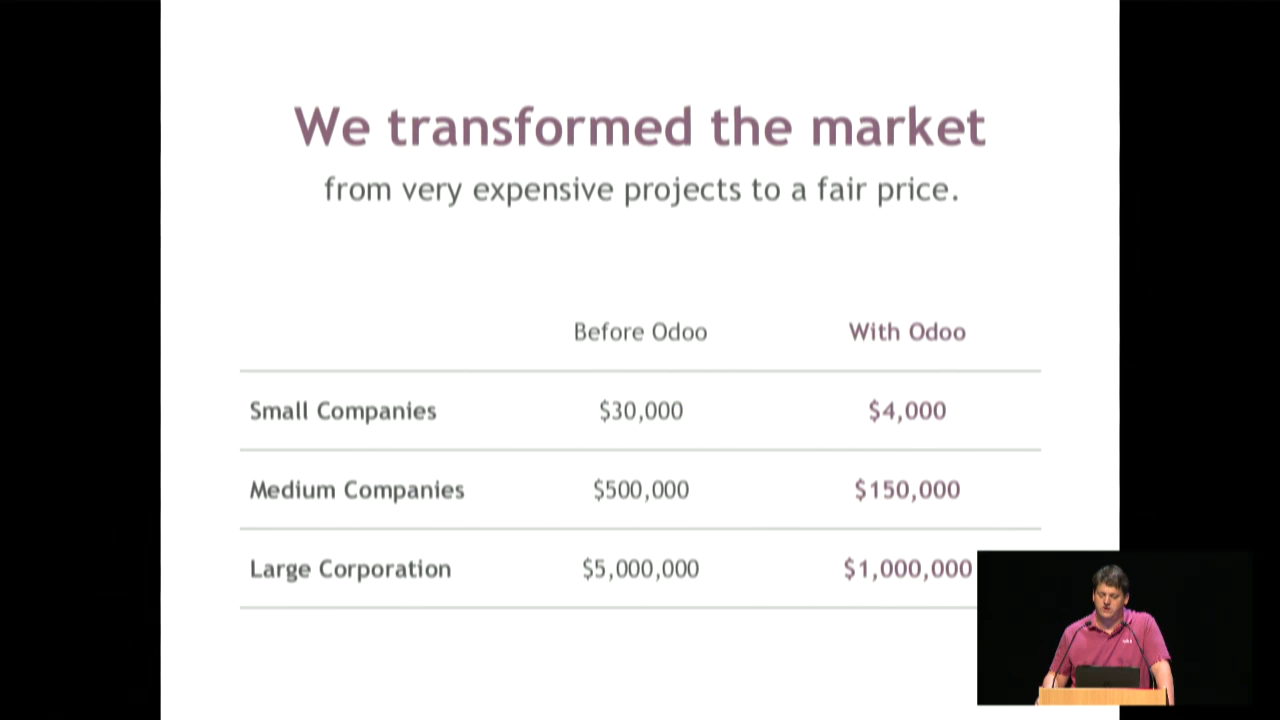 We transformed the market
from very expensive projects to a fair price.
Before Odoo With Odoo
Small Companies $30,000 $4,000
Medium Companies $500,000 $150,000
Large Corporation $5,000,000 $1,000,000